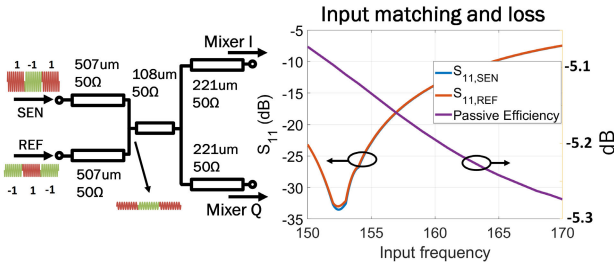 1 -1 1
SEN
REF
-1 1 -1
507um
50Ω
507um
50Ω
108um
50Ω
Mixer I
221um
50Ω
221um
50Ω
Mixer Q
Input matching and loss
S11 (dB)
-5
-10
-15
-20
-25
-30
-35
S11,SEN
S11,REF
Passive Efficiency
-5.1
-5.2
-5.3
dB
150 155 160 165 170
Input frequency